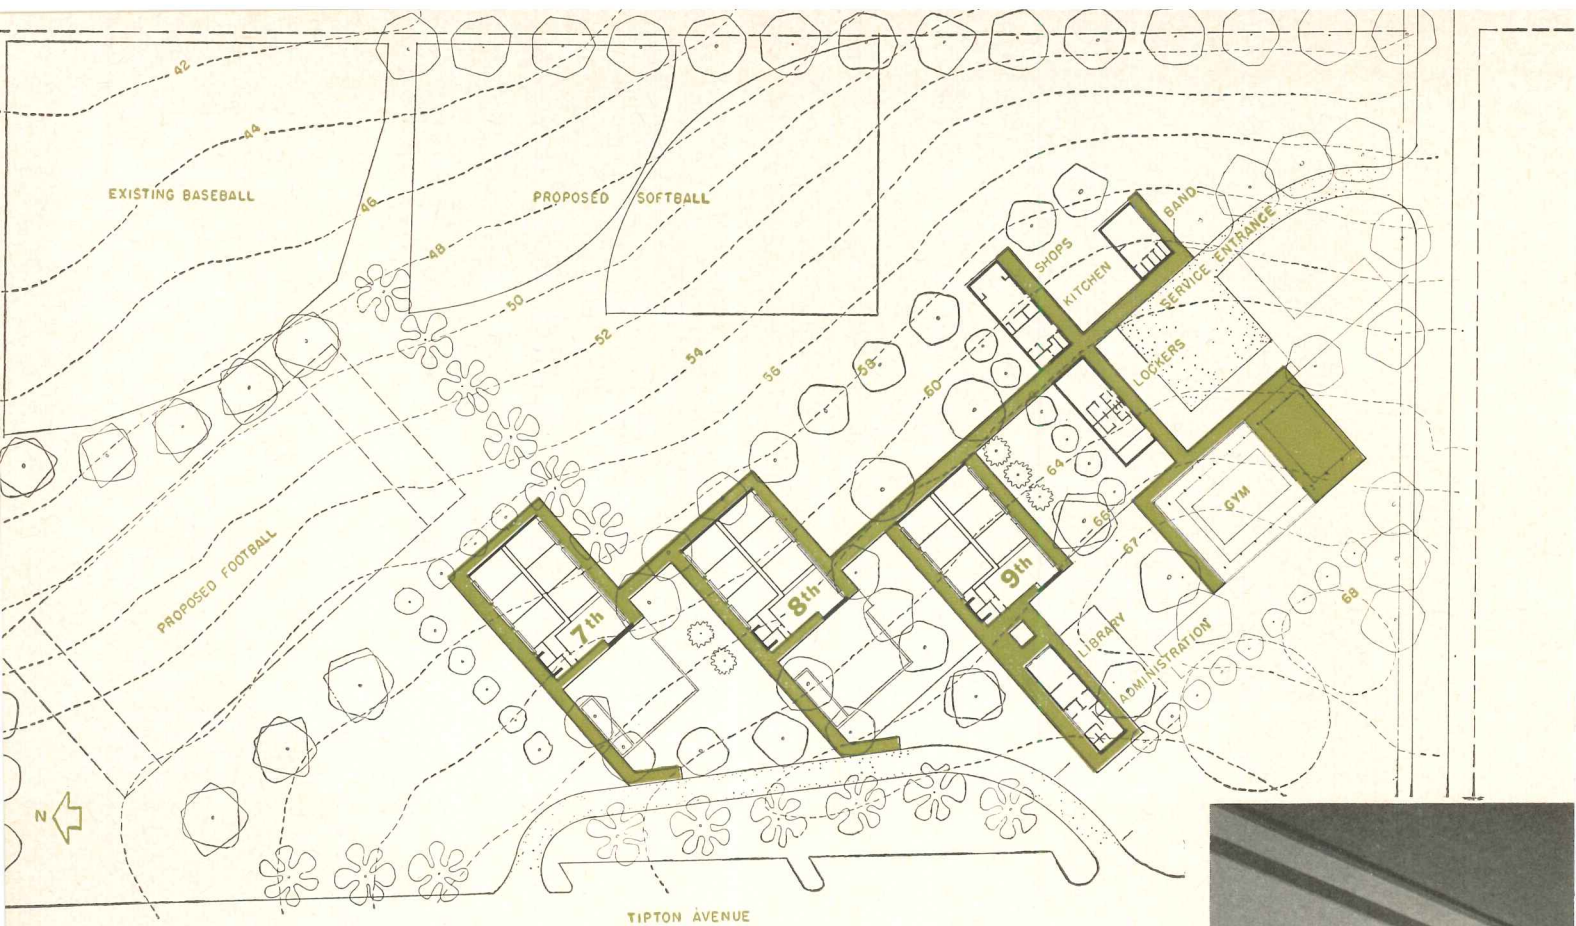 42
44
EXISTING BASEBALL
46
48
PROPOSED SOFTBALL
50
52
54
56
58
60
64
66
67
68
BAND
SHOPS
KITCHEN
SERVICE ENTRANCE
LOCKERS
GYM
PROPOSED FOOTBALL
7th
8th
9th
LIBRARY
ADMINISTRATION
N
TIPTON AVENUE